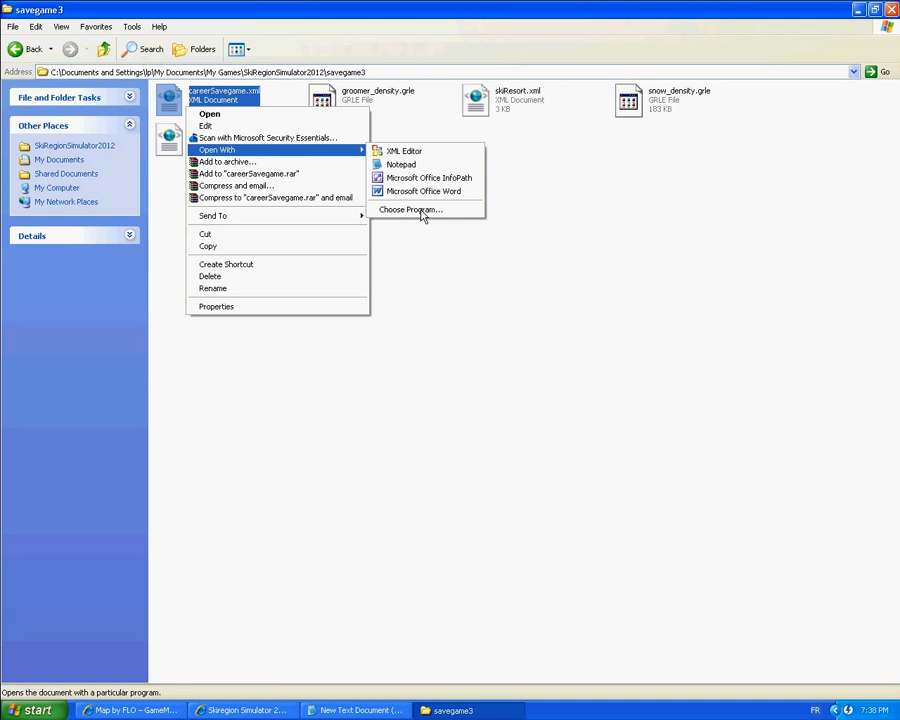 savegame3
File Edit View Favorites Tools Help
Back Search Folders
Address C:\Documents and Settings\lp\My Documents\My Games\SkiRegionSimulator2012\savegame3 Go
File and Folder Tasks
Other Places
SkiRegionSimulator2012
My Documents
Shared Documents
My Computer
My Network Places
Details
careerSavegame.xml
XML Document
groomer_density.grle
GRLE File
skiResort.xml
XML Document
3 KB
snow_density.grle
GRLE File
183 KB
Open
Edit
Scan with Microsoft Security Essentials...
Open With
Add to archive...
Add to "careerSavegame.rar"
Compress and email...
Compress to "careerSavegame.rar" and email
Send To
Cut
Copy
Create Shortcut
Delete
Rename
Properties
XML Editor
Notepad
Microsoft Office InfoPath
Microsoft Office Word
Choose Program...
Opens the document with a particular program.
start Map by FLO – GameM... Skiregion Simulator 2... New Text Document (... savegame3 FR 7:38 PM